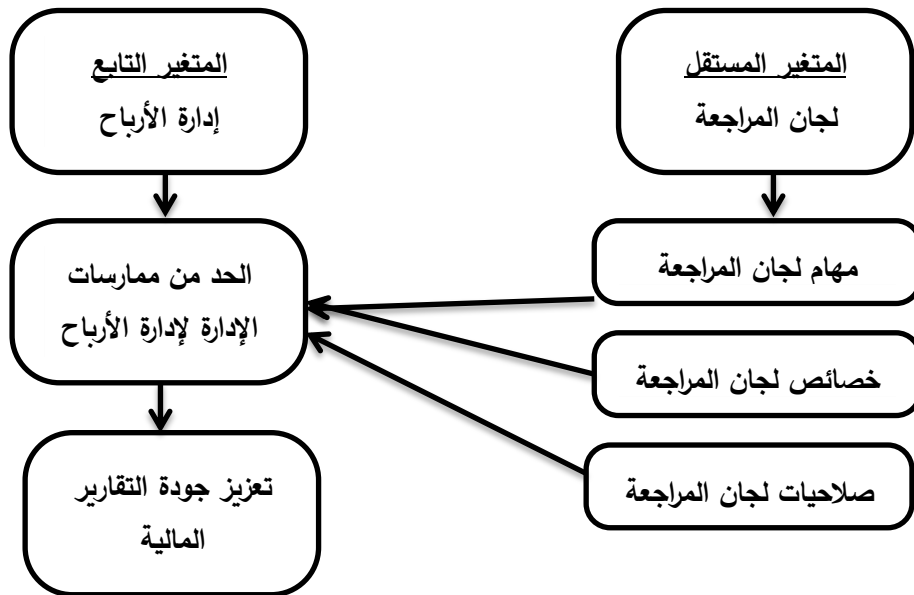 المتغير المستقل
لجان المراجعة
مهام لجان المراجعة
خصائص لجان المراجعة
صلاحيات لجان المراجعة
المتغير التابع
إدارة الأرباح
الحد من ممارسات
الإدارة لإدارة الأرباح
تعزيز جودة التقارير
المالية